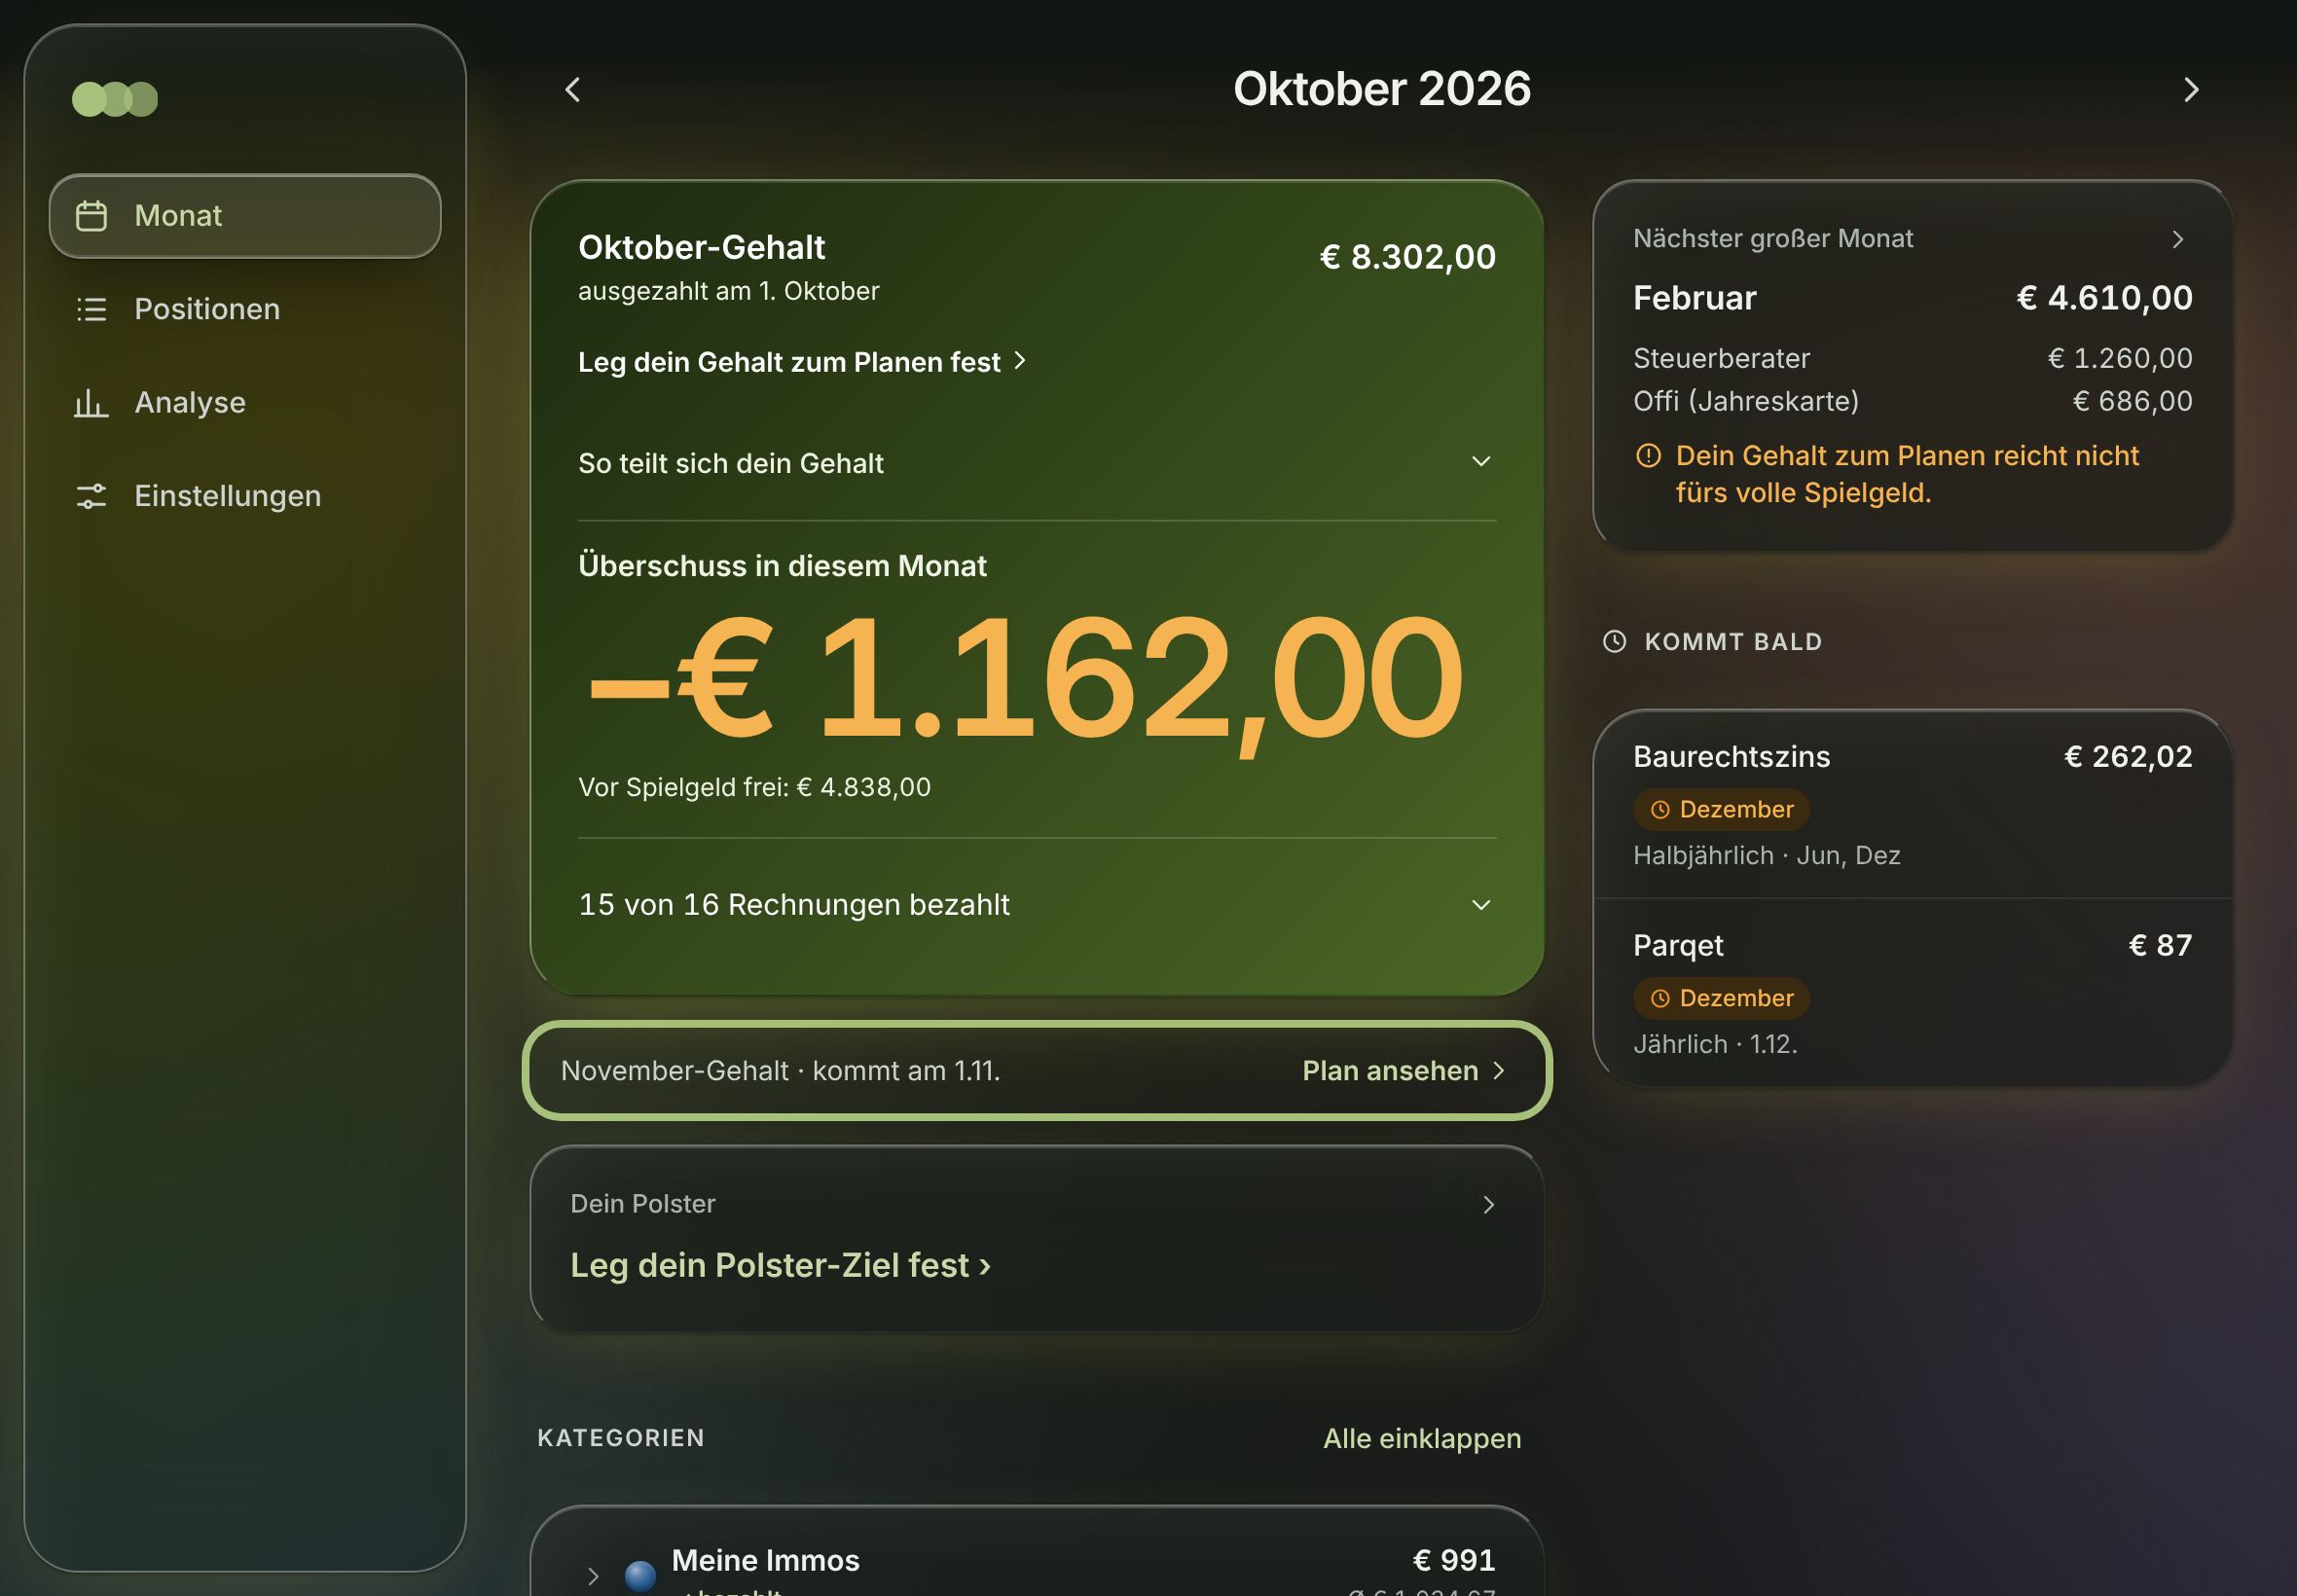 Oktober 2026
Monat
Positionen
Analyse
Einstellungen
Oktober-Gehalt
€ 8.302,00
ausgezahlt am 1. Oktober
Leg dein Gehalt zum Planen fest
So teilt sich dein Gehalt
Überschuss in diesem Monat
–€ 1.162,00
Vor Spielgeld frei: € 4.838,00
15 von 16 Rechnungen bezahlt
November-Gehalt · kommt am 1.11.
Plan ansehen
Dein Polster
Leg dein Polster-Ziel fest ›
KATEGORIEN
Alle einklappen
Meine Immos
€ 991
Nächster großer Monat
Februar
€ 4.610,00
Steuerberater
€ 1.260,00
Offi (Jahreskarte)
€ 686,00
Dein Gehalt zum Planen reicht nicht
fürs volle Spielgeld.
KOMMT BALD
Baurechtszins
€ 262,02
Dezember
Halbjährlich · Jun, Dez
Parqet
€ 87
Dezember
Jährlich · 1.12.